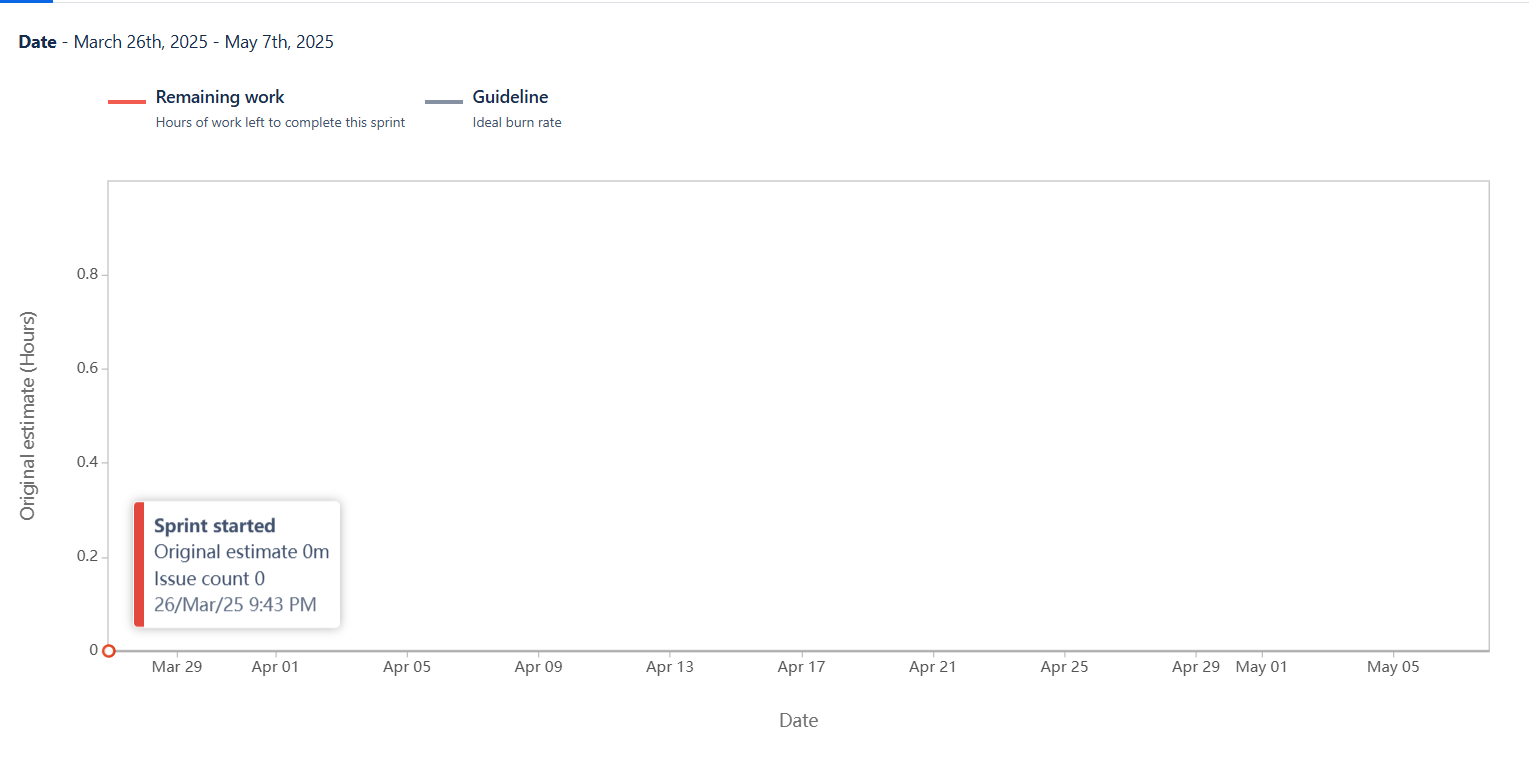 Date - March 26th, 2025 - May 7th, 2025
Remaining work
Hours of work left to complete this sprint
Guideline
Ideal burn rate
Original estimate (Hours)
0.8
0.6
0.4
0.2
0
Sprint started
Original estimate 0m
Issue count 0
26/Mar/25 9:43 PM
Mar 29 Apr 01 Apr 05 Apr 09 Apr 13 Apr 17 Apr 21 Apr 25 Apr 29 May 01 May 05
Date